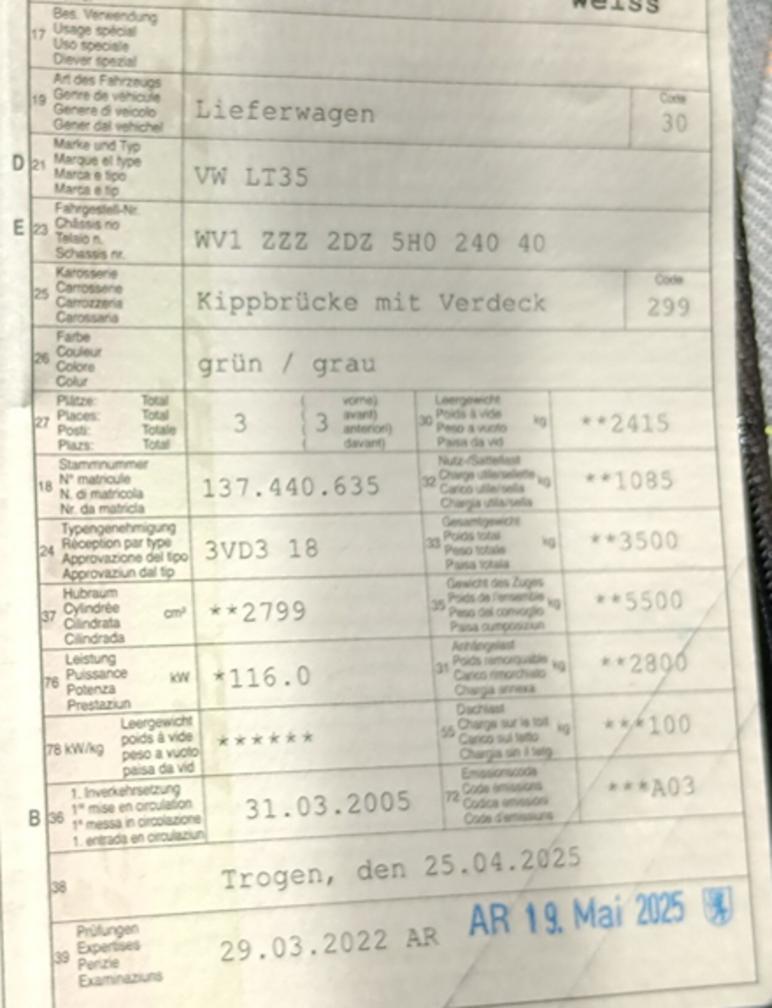 weiss
17 Bes. Verwendung
Usage spécial
Uso speciale
Diever spezial
19 Art des Fahrzeugs
Genre de véhicule
Genere di veicolo
Gener dal vehichel
Lieferwagen
Code
30
D 21 Marke und Typ
Marque et type
Marca e tipo
Marca e tip
VW LT35
E 23 Fahrgestell-Nr.
Châssis no
Telaio n.
Schassis nr.
WV1 ZZZ 2DZ 5H0 240 40
25 Karosserie
Carrosserie
Carrozzeria
Carossaria
Kippbrücke mit Verdeck
Code
299
26 Farbe
Couleur
Colore
Colur
grün / grau
27 Plätze: Total
Places: Total
Posti: Totale
Plazs: Total
3 ( 3 vorne)
avant)
anteriori)
davant)
30 Leergewicht
Poids à vide
Peso a vuoto
Paisa da vid
kg **2415
18 Stammnummer
N° matricule
N. di matricola
Nr. da matricla
137.440.635
32 Nutz-/Sattellast
Charge utile/sellette
Carico utile/sella
Chargia utila/sella
kg **1085
24 Typengenehmigung
Réception par type
Approvazione del tipo
Approvaziun dal tip
3VD3 18
33 Gesamtgewicht
Poids total
Peso totale
Paisa totala
kg **3500
37 Hubraum
Cylindrée
Cilindrata
Cilindrada
cm³ **2799
35 Gewicht des Zuges
Poids de l'ensemble
Peso del convoglio
Paisa cumposiziun
kg **5500
76 Leistung
Puissance
Potenza
Prestaziun
kW *116.0
31 Anhängelast
Poids remorquable
Carico rimorchiato
Chargia annexa
kg **2800
78 kW/kg Leergewicht
poids à vide
peso a vuoto
paisa da vid
******
55 Dachlast
Charge sur le toit
Carico sul tetto
Chargia sin il tetg
kg ***100
B 36 1. Inverkehrsetzung
1re mise en circulation
1a messa in circolazione
1. entrada en circulaziun
31.03.2005
72 Emissionscode
Code émissions
Codice emissioni
Code d'emissiuns
***A03
38 Trogen, den 25.04.2025
39 Prüfungen
Expertises
Perizie
Examinaziuns
29.03.2022 AR
AR 19. Mai 2025